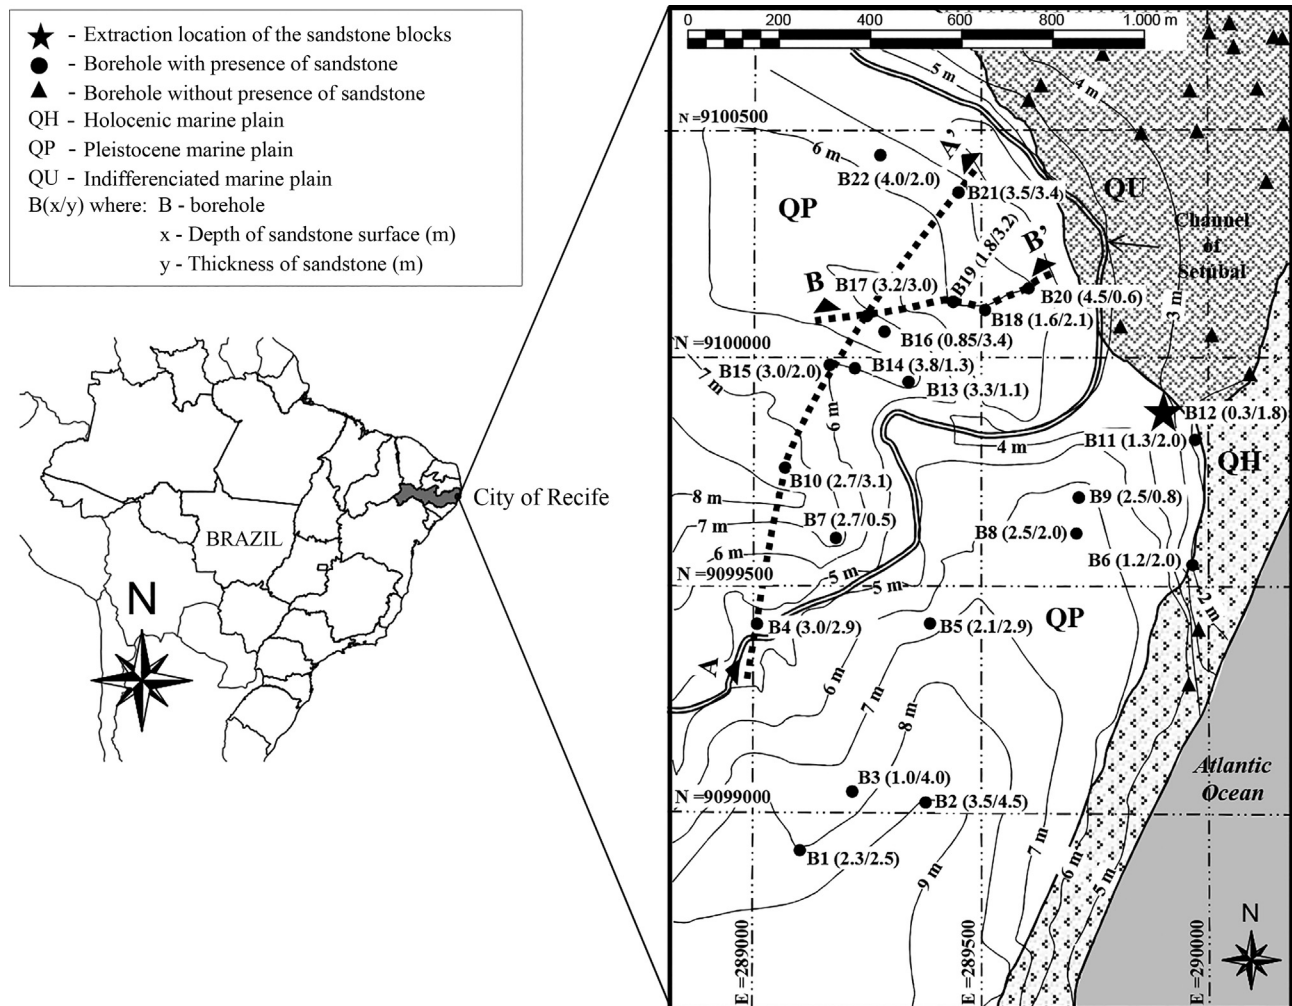 - Extraction location of the sandstone blocks
- Borehole with presence of sandstone
- Borehole without presence of sandstone
QH - Holocenic marine plain
QP - Pleistocene marine plain
QU - Indifferenciated marine plain
B(x/y) where: B - borehole
x - Depth of sandstone surface (m)
y - Thickness of sandstone (m)
BRAZIL
City of Recife
N
0 200 400 600 800 1.000 m
5 m
4 m
N =9100500
6 m
A'
B22 (4.0/2.0)
B21(3.5/3.4)
QU
QP
Channel
of
Setubal
B19 (1.8/3.2)
B'
B
B17 (3.2/3.0)
B20 (4.5/0.6)
3 m
B18 (1.6/2.1)
B16 (0.85/3.4)
N =9100000
B15 (3.0/2.0)
B14 (3.8/1.3)
7 m
B13 (3.3/1.1)
6 m
B12 (0.3/1.8)
B11 (1.3/2.0)
4 m
QH
B10 (2.7/3.1)
8 m
B9 (2.5/0.8)
B7 (2.7/0.5)
7 m
B8 (2.5/2.0)
6 m
B6 (1.2/2.0)
N =9099500
5 m
5 m
2 m
B4 (3.0/2.9)
B5 (2.1/2.9)
QP
A
6 m
7 m
8 m
Atlantic
Ocean
B3 (1.0/4.0)
N =9099000
B2 (3.5/4.5)
7 m
B1 (2.3/2.5)
9 m
6 m
5 m
E =289000
E =289500
E =290000
N